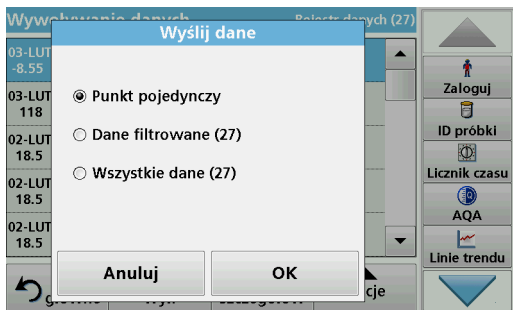 Wywoływanie danych
Rejestr danych (27)
Wyślij dane
03-LUT
-8.55
03-LUT
118
02-LUT
18.5
02-LUT
18.5
02-LUT
18.5
Punkt pojedynczy
Dane filtrowane (27)
Wszystkie dane (27)
Anuluj
OK
cje
Zaloguj
ID próbki
Licznik czasu
AQA
Linie trendu